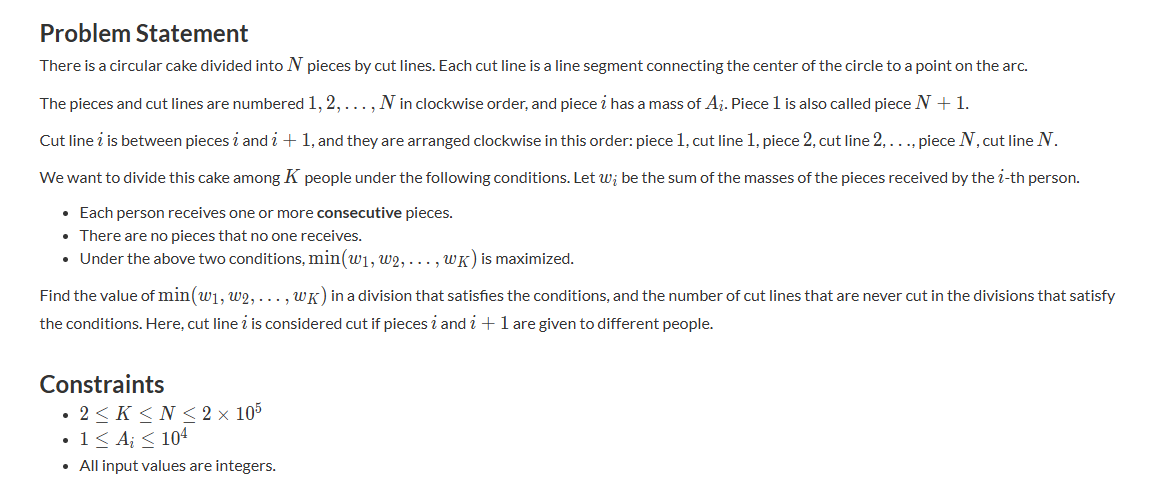 Problem Statement
There is a circular cake divided into N pieces by cut lines. Each cut line is a line segment connecting the center of the circle to a point on the arc.
The pieces and cut lines are numbered 1, 2, . . . , N in clockwise order, and piece i has a mass of A_i. Piece 1 is also called piece N + 1.
Cut line i is between pieces i and i + 1, and they are arranged clockwise in this order: piece 1, cut line 1, piece 2, cut line 2, . . ., piece N, cut line N.
We want to divide this cake among K people under the following conditions. Let w_i be the sum of the masses of the pieces received by the i-th person.
• Each person receives one or more consecutive pieces.
• There are no pieces that no one receives.
• Under the above two conditions, min(w_1, w_2, . . . , w_K) is maximized.
Find the value of min(w_1, w_2, . . . , w_K) in a division that satisfies the conditions, and the number of cut lines that are never cut in the divisions that satisfy
the conditions. Here, cut line i is considered cut if pieces i and i + 1 are given to different people.
Constraints
• 2 ≤ K ≤ N ≤ 2 × 10^5
• 1 ≤ A_i ≤ 10^4
• All input values are integers.